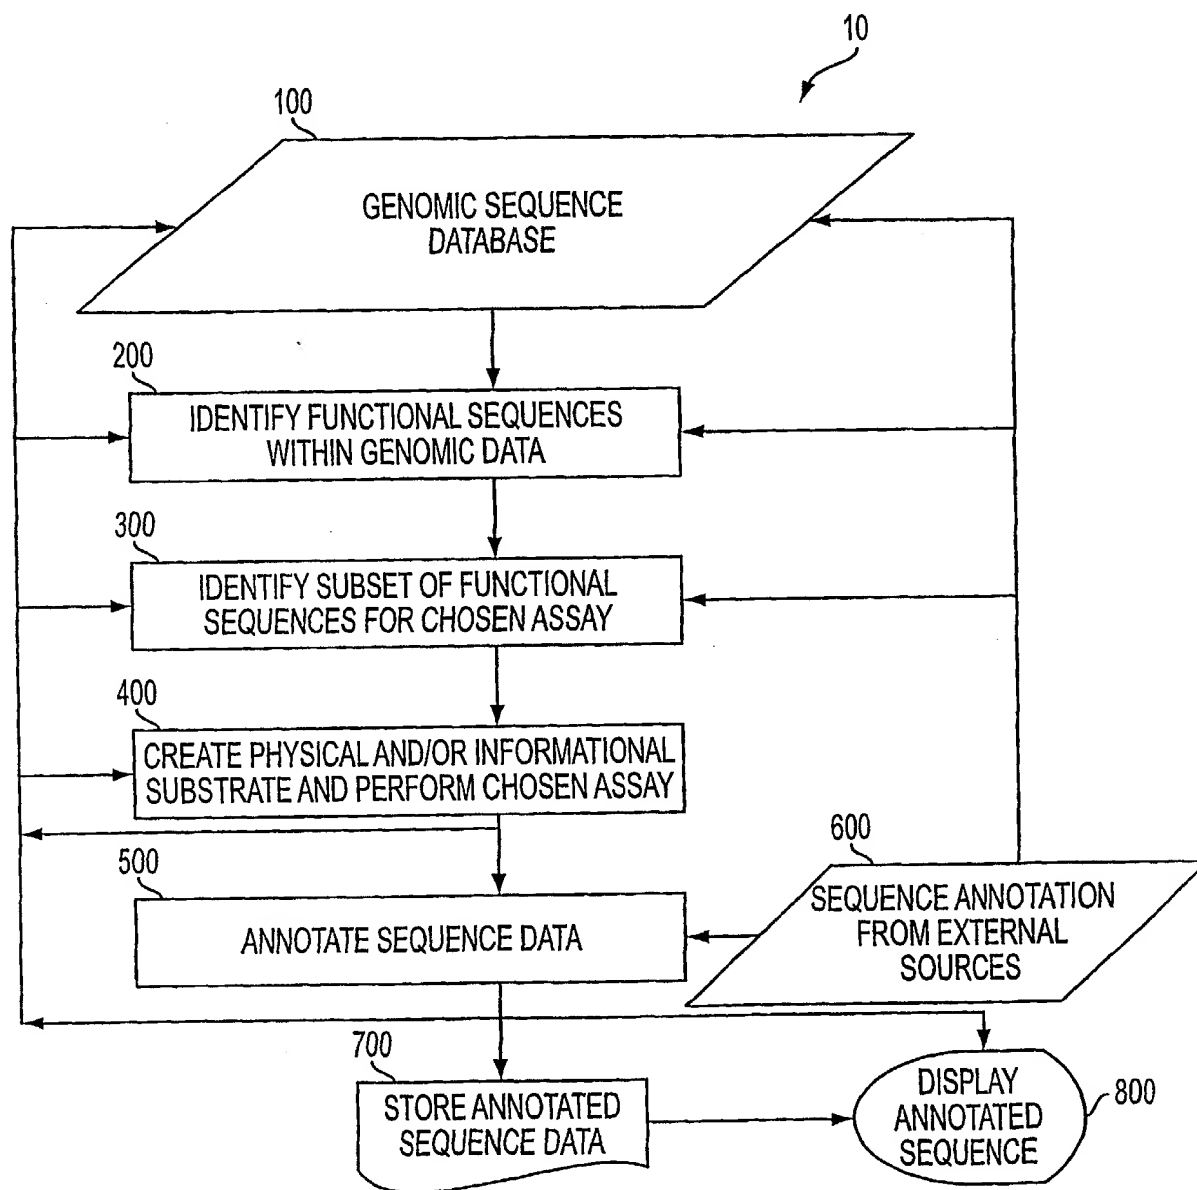 10
100
GENOMIC SEQUENCE
DATABASE
200
IDENTIFY FUNCTIONAL SEQUENCES
WITHIN GENOMIC DATA
300
IDENTIFY SUBSET OF FUNCTIONAL
SEQUENCES FOR CHOSEN ASSAY
400
CREATE PHYSICAL AND/OR INFORMATIONAL
SUBSTRATE AND PERFORM CHOSEN ASSAY
500
ANNOTATE SEQUENCE DATA
600
SEQUENCE ANNOTATION
FROM EXTERNAL
SOURCES
700
STORE ANNOTATED
SEQUENCE DATA
DISPLAY
ANNOTATED
SEQUENCE
800